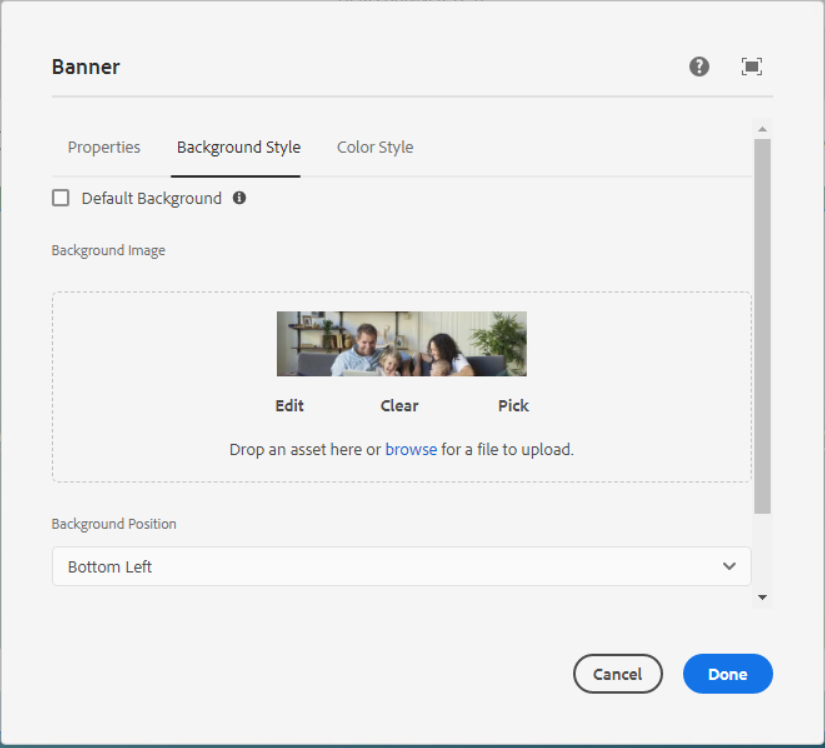 Banner
Properties Background Style Color Style
Default Background
Background Image
Edit Clear Pick
Drop an asset here or browse for a file to upload.
Background Position
Bottom Left
Cancel Done